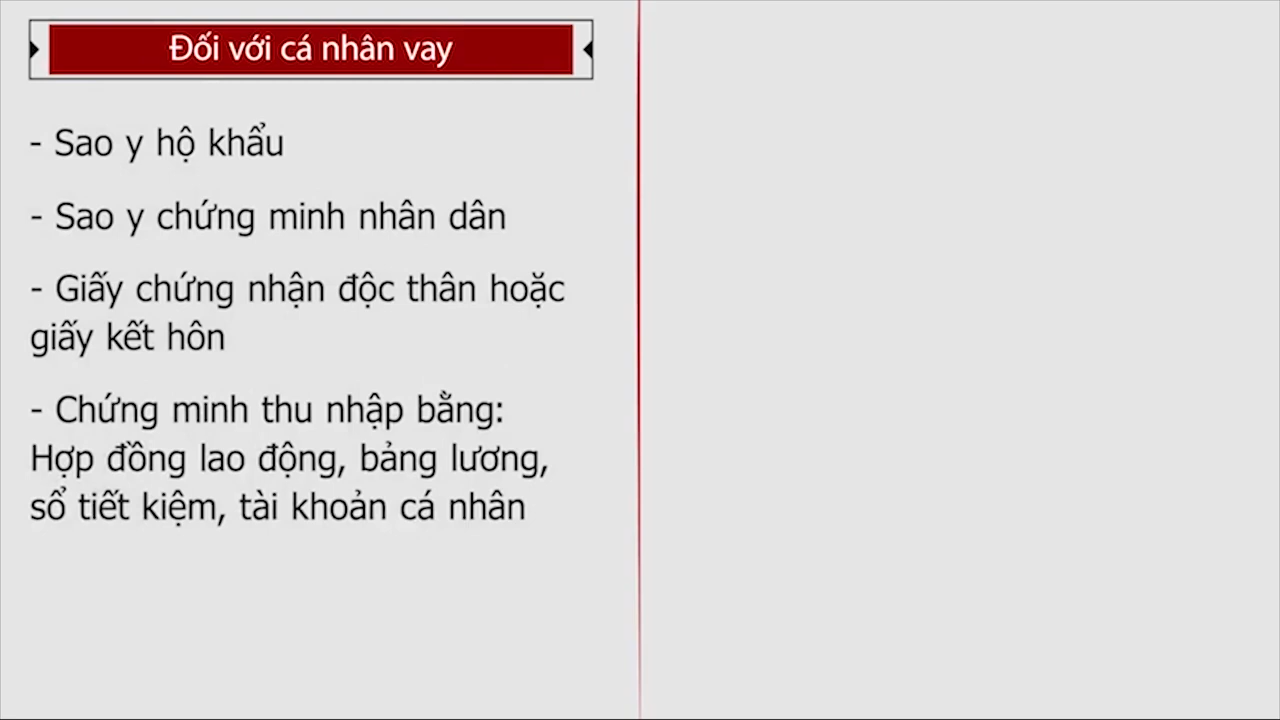 Đối với cá nhân vay
- Sao y hộ khẩu
- Sao y chứng minh nhân dân
- Giấy chứng nhận độc thân hoặc
giấy kết hôn
- Chứng minh thu nhập bằng:
Hợp đồng lao động, bảng lương,
sổ tiết kiệm, tài khoản cá nhân